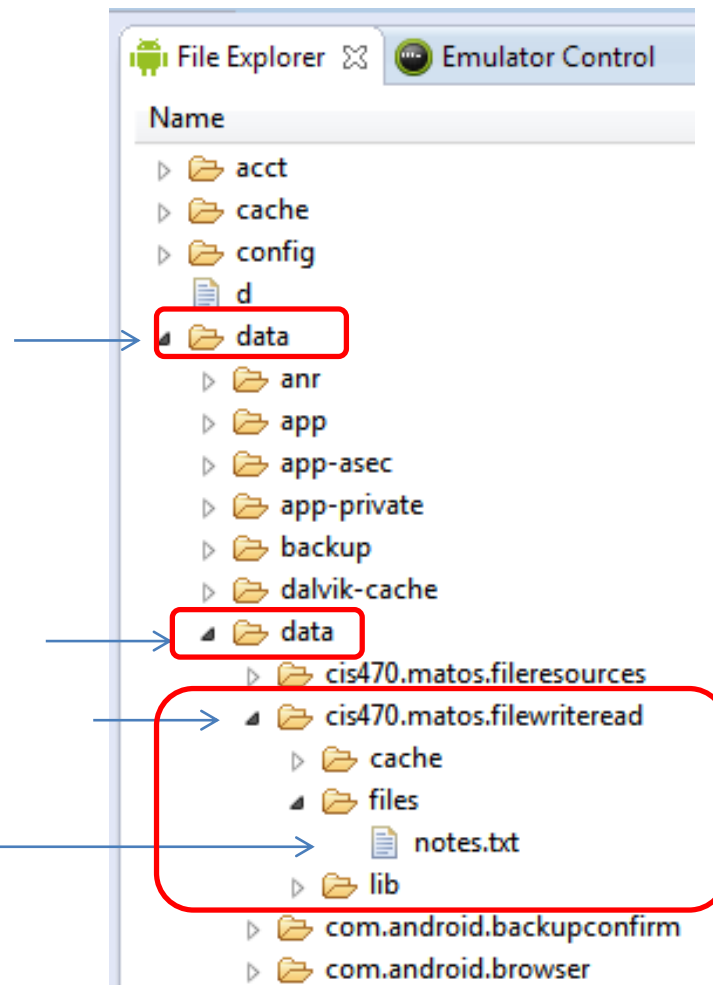 File Explorer Emulator Control
Name
acct
cache
config
d
data
anr
app
app-asec
app-private
backup
dalvik-cache
data
cis470.matos.fileresources
cis470.matos.filewriteread
cache
files
notes.txt
lib
com.android.backupconfirm
com.android.browser